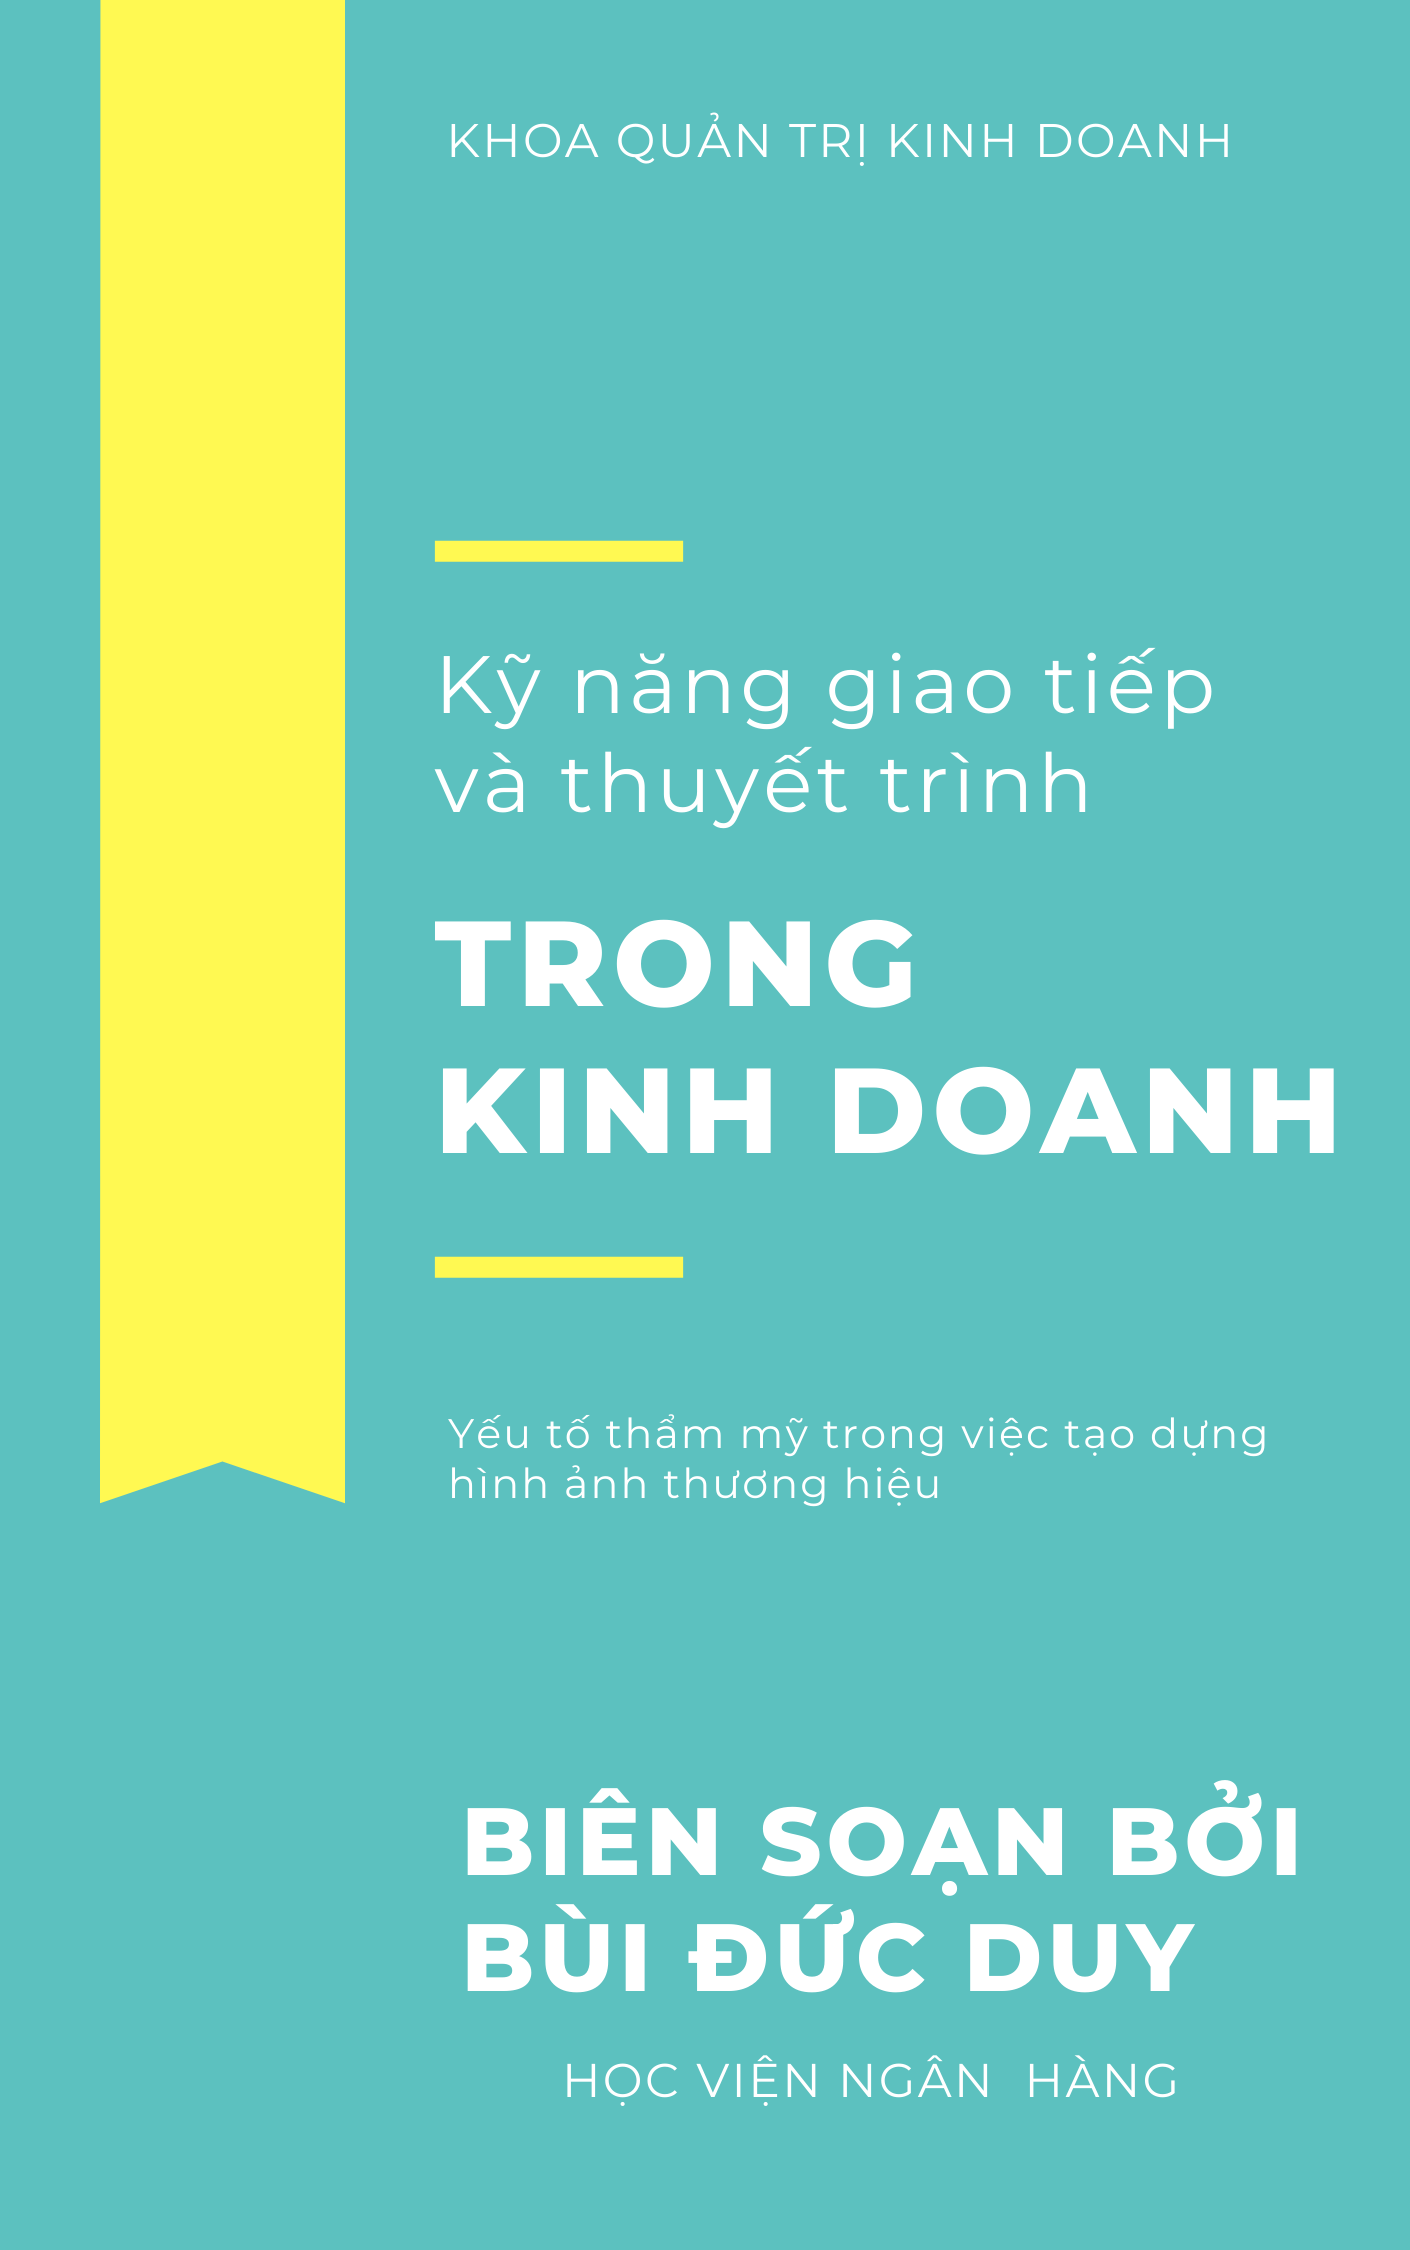 KHOA QUẢN TRỊ KINH DOANH
Kỹ năng giao tiếp
và thuyết trình
TRONG
KINH DOANH
Yếu tố thẩm mỹ trong việc tạo dựng
hình ảnh thương hiệu
BIÊN SOẠN BỞI
BÙI ĐỨC DUY
HỌC VIỆN NGÂN  HÀNG